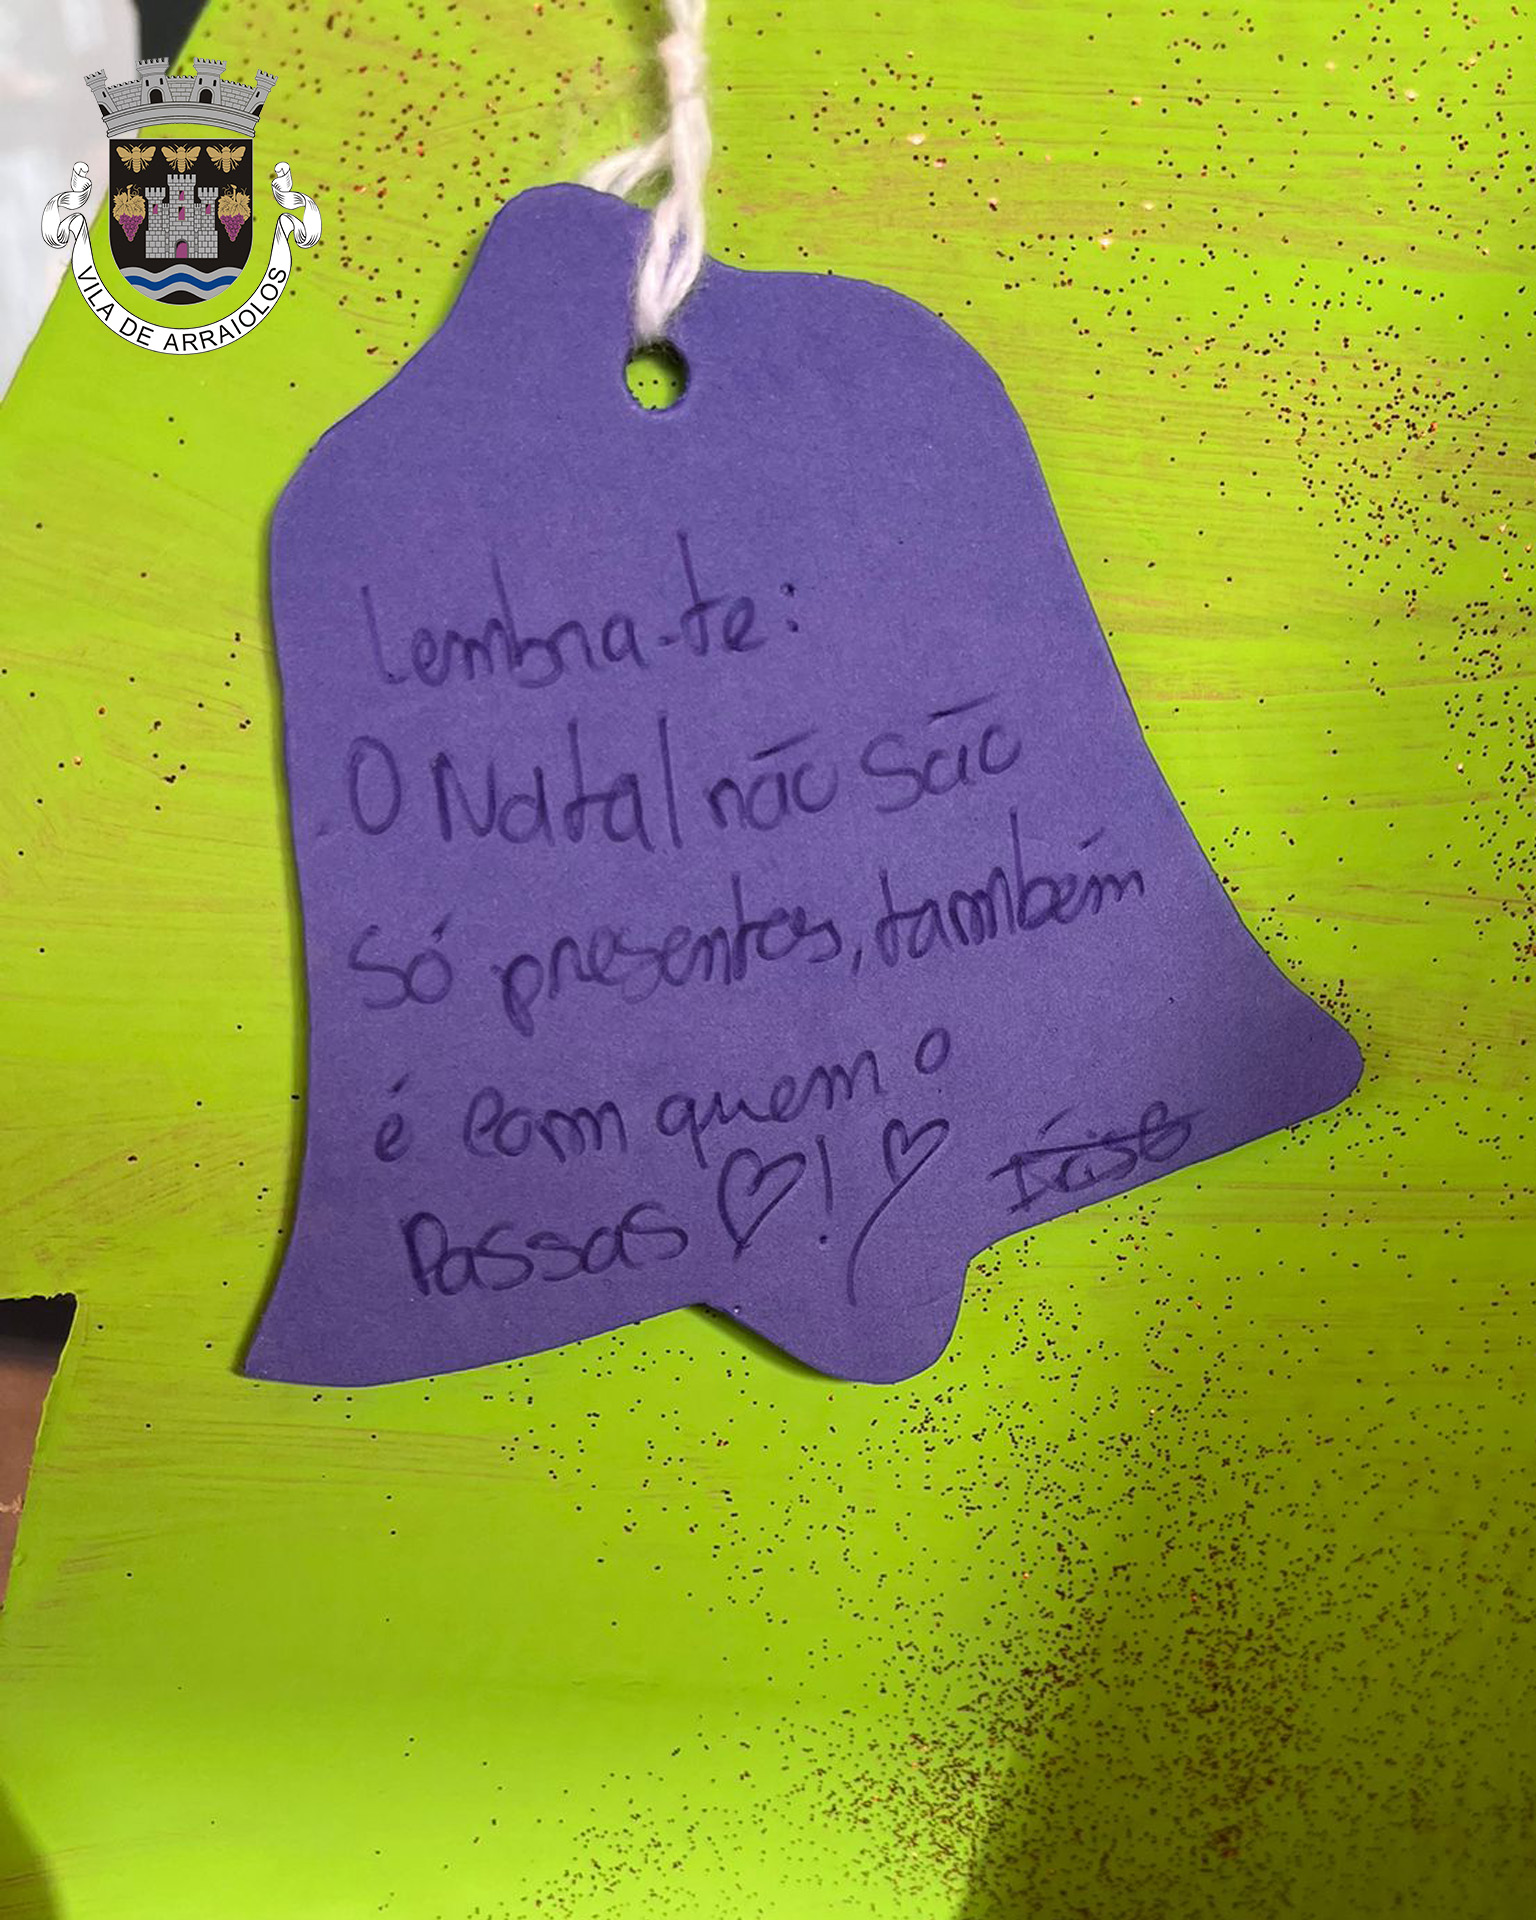 VILA DE ARRAIOLOS
Lembra-te:
O Natal não são
só presentes, também
é com quem o
Passas ♡! ♡